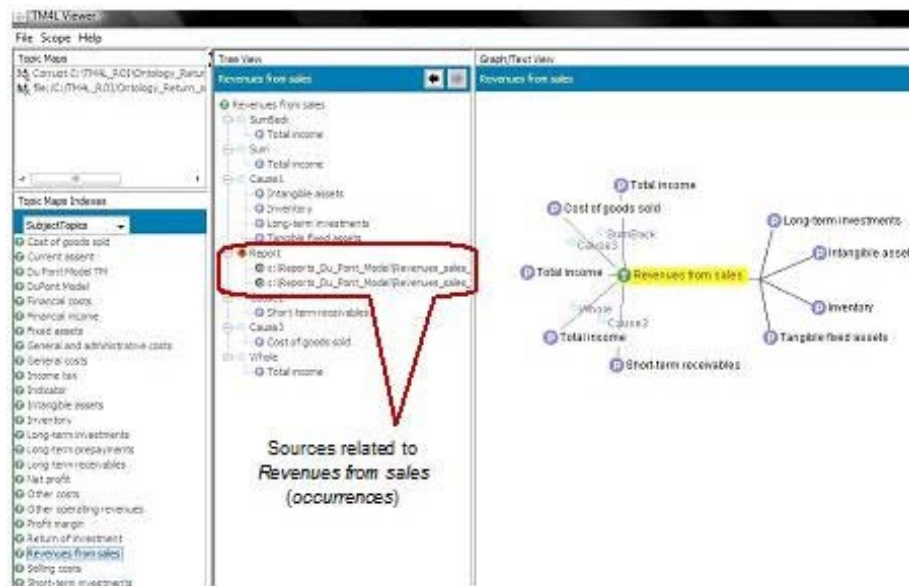 TM4L Viewer
File Scope Help
Topic Maps
Tree View
Graph/Text View
Revenues from sales
Revenues from sales
Revenues from sales
SumBack
Total income
Sum
Total income
Cause1
Intangible assets
Inventory
Long-term investments
Tangible fixed assets
Report
c:\Reports_Du_Pont_Model\Revenues_sales_
c:\Reports_Du_Pont_Model\Revenues_sales_
Short-term receivables
Cause3
Cost of goods sold
Whole
Total income
Sources related to
Revenues from sales
(occurrences)
Topic Maps Indexes
SubjectTopics
Cost of goods sold
Current assent
Du Pont Model TM
DuPont Model
Financial costs
Financial income
Fixed assets
General and administrative costs
General costs
Income tax
Indicator
Intangible assets
Inventory
Long-term investments
Long-term prepayments
Long-term receivables
Net profit
Other costs
Other operating revenues
Profit margin
Return of investment
Revenues from sales
Selling costs
Short-term investments
Total income
Cost of goods sold
SumBack
Cause3
Total income
Revenues from sales
Whole
Cause2
Total income
Short-term receivables
Long-term investments
Intangible asset
Inventory
Tangible fixed assets